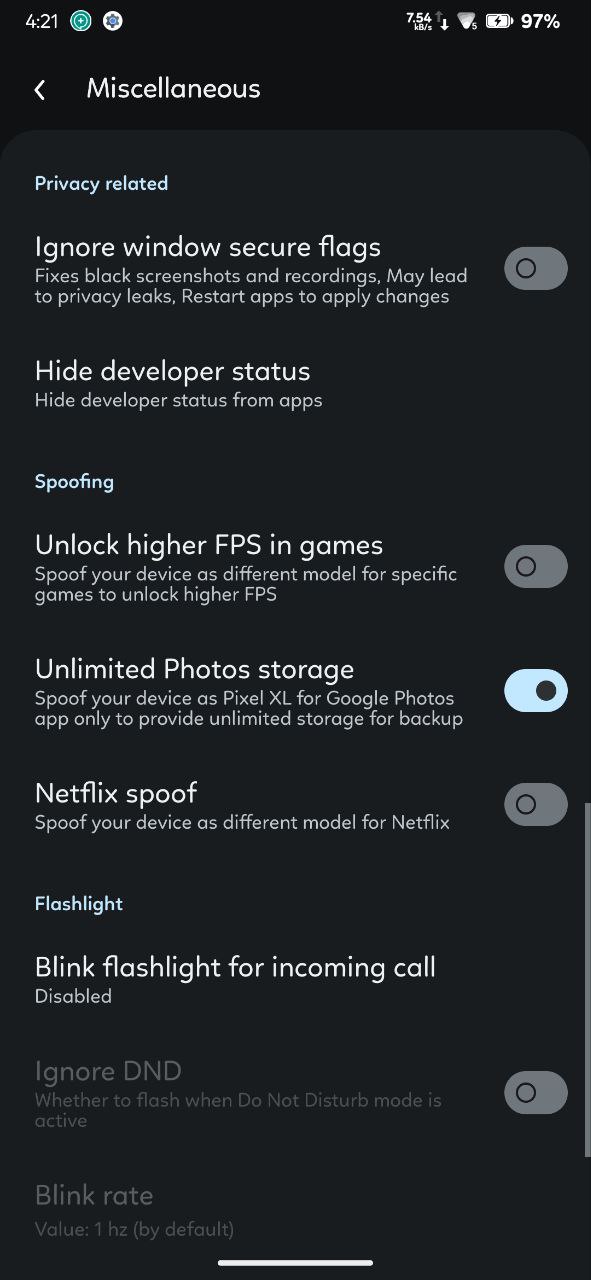 4:21
7.54 kB/s 5 97%
Miscellaneous
Privacy related
Ignore window secure flags
Fixes black screenshots and recordings, May lead
to privacy leaks, Restart apps to apply changes
Hide developer status
Hide developer status from apps
Spoofing
Unlock higher FPS in games
Spoof your device as different model for specific
games to unlock higher FPS
Unlimited Photos storage
Spoof your device as Pixel XL for Google Photos
app only to provide unlimited storage for backup
Netflix spoof
Spoof your device as different model for Netflix
Flashlight
Blink flashlight for incoming call
Disabled
Ignore DND
Whether to flash when Do Not Disturb mode is
active
Blink rate
Value: 1 hz (by default)